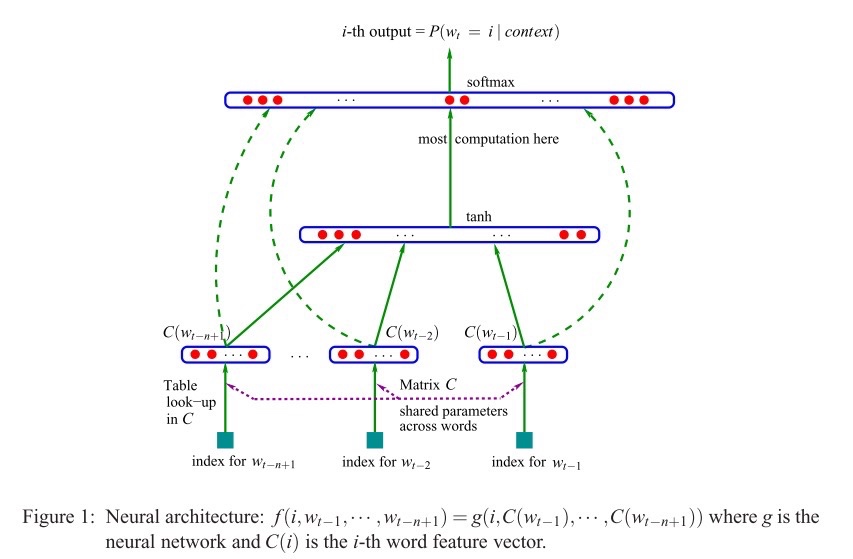 i-th output = P(w_t = i | context)
softmax
. . . . . .
most computation here
tanh
. . . . . .
C(w_{t−n+1}) C(w_{t−2}) C(w_{t−1})
. . . . . . . . . . . .
Table
look−up
in C
Matrix C
shared parameters
across words
index for w_{t−n+1} index for w_{t−2} index for w_{t−1}
Figure 1: Neural architecture: f(i, w_{t−1}, ··· , w_{t−n+1}) = g(i, C(w_{t−1}), ··· , C(w_{t−n+1})) where g is the
neural network and C(i) is the i-th word feature vector.